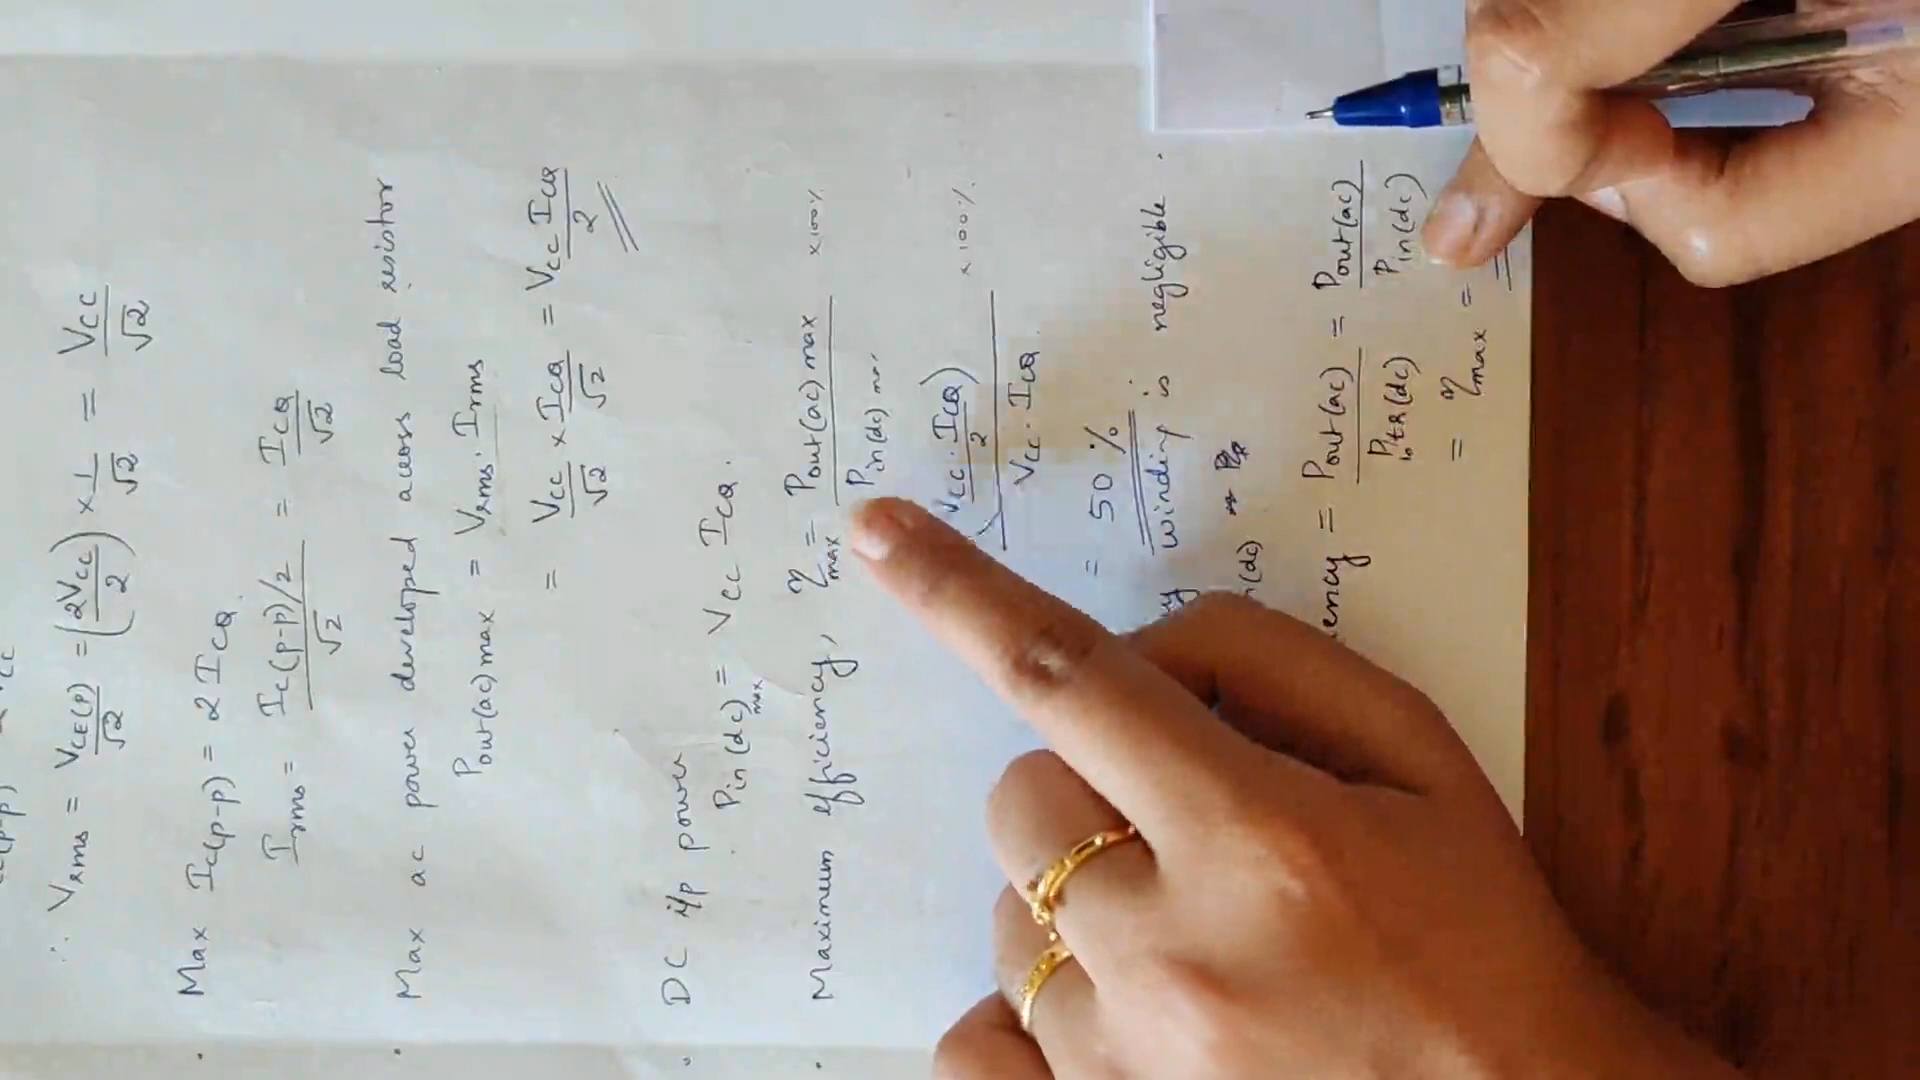 ∴ Vrms = VCE(P)/√2 = (2VCC/2) × 1/√2 = VCC/√2
Max Ic(p-p) = 2 ICQ.
Irms = Ic(p-p)/2/√2 = ICQ/√2
Max ac power developed across load resistor
Pout(ac)max = Vrms. Irms
= VCC/√2 × ICQ/√2 = VCC ICQ/2
DC i/p power
Pin(dc)max = VCC ICQ.
Maximum efficiency, ηmax = Pout(ac)max/Pin(dc) × 100%
(VCC. ICQ/2)/VCC. ICQ × 100%
= 50%
winding is negligible.
= Pout(ac)/Ptr(dc) = Pout(ac)/Pin(dc)
= ηmax =